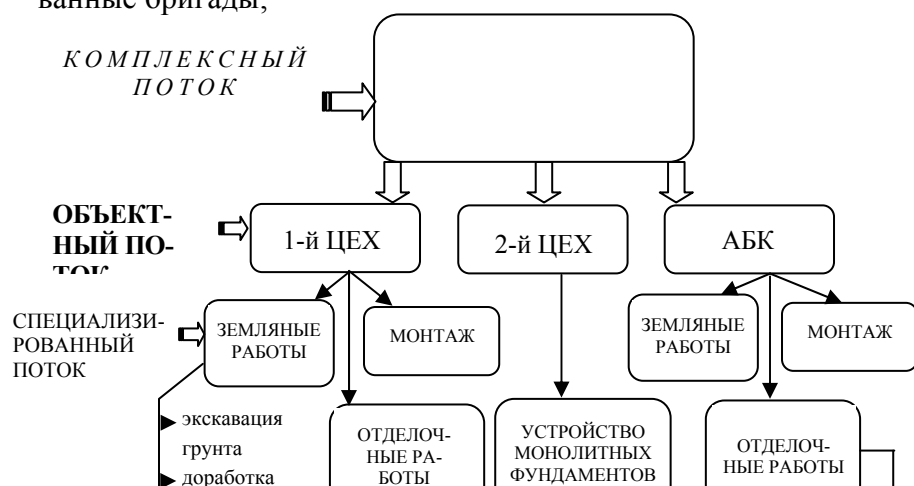 ванные бригады;
КОМПЛЕКСНЫЙ
ПОТОК
ОБЪЕКТ-
НЫЙ ПО-
ТОК
1-й ЦЕХ
2-й ЦЕХ
АБК
СПЕЦИАЛИЗИ-
РОВАННЫЙ
ПОТОК
ЗЕМЛЯНЫЕ
РАБОТЫ
МОНТАЖ
ЗЕМЛЯНЫЕ
РАБОТЫ
МОНТАЖ
экскавация
грунта
доработка
ОТДЕЛОЧ-
НЫЕ РА-
БОТЫ
УСТРОЙСТВО
МОНОЛИТНЫХ
ФУНДАМЕНТОВ
ОТДЕЛОЧ-
НЫЕ РАБОТЫ